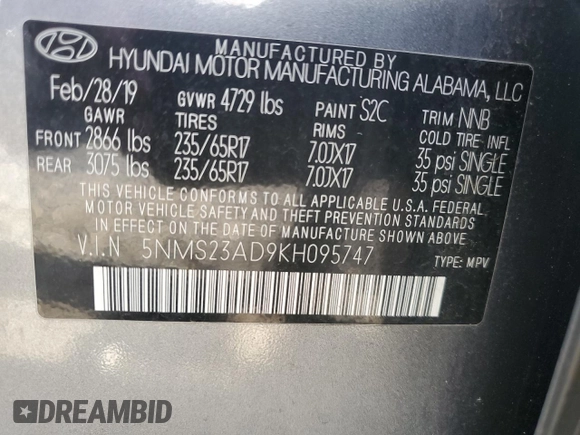 MANUFACTURED BY
HYUNDAI MOTOR MANUFACTURING ALABAMA, LLC
Feb/28/19 GVWR 4729 lbs PAINT S2C TRIM NNB
GAWR TIRES RIMS COLD TIRE INFL
FRONT 2866 lbs 235/65R17 7.0JX17 35 psi SINGLE
REAR 3075 lbs 235/65R17 7.0JX17 35 psi SINGLE
THIS VEHICLE CONFORMS TO ALL APPLICABLE U.S.A. FEDERAL
MOTOR VEHICLE SAFETY AND THEFT PREVENTION STANDARDS
IN EFFECT ON THE DATE OF MANUFACTURE SHOWN ABOVE.
V.I.N 5NMS23AD9KH095747 TYPE: MPV
DREAMBID